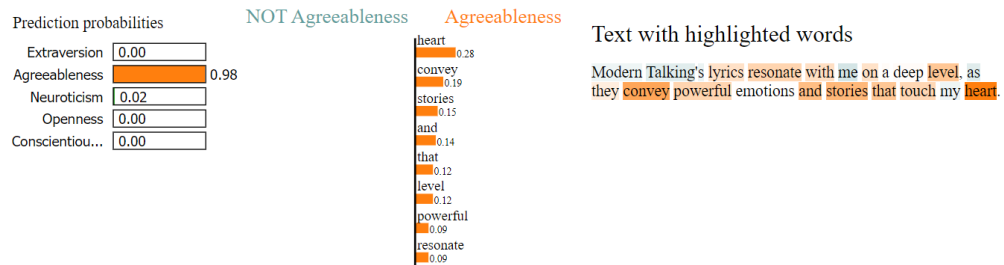 Prediction probabilities
Extraversion 0.00
Agreeableness 0.98
Neuroticism 0.02
Openness 0.00
Conscientiou... 0.00
NOT Agreeableness Agreeableness
heart
0.28
convey
0.19
stories
0.15
and
0.14
that
0.12
level
0.12
powerful
0.09
resonate
0.09
Text with highlighted words
Modern Talking's lyrics resonate with me on a deep level, as
they convey powerful emotions and stories that touch my heart.